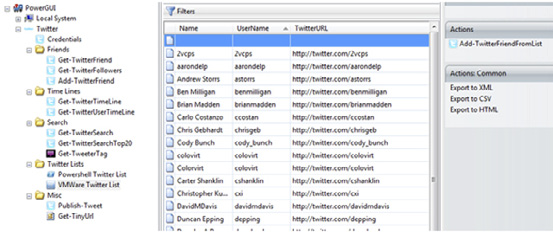 PowerGUI
Local System
Twitter
Credentials
Friends
Get-TwitterFriend
Get-TwitterFollowers
Add-TwitterFriend
Time Lines
Get-TwitterTimeLine
Get-TwitterUserTimeLine
Search
Get-TwitterSearch
Get-TwitterSearchTop20
Get-TweeterTag
Twitter Lists
Powershell Twitter List
VMWare Twitter List
Misc
Publish-Tweet
Get-TinyUrl
Filters
Name UserName TwitterURL
2vcps 2vcps http://twitter.com/2vcps
aarondelp aarondelp http://twitter.com/aarondelp
Andrew Storrs astorrs http://twitter.com/astorrs
Ben Milligan benmilligan http://twitter.com/benmilligan
Brian Madden brianmadden http://twitter.com/brianmadden
Carlo Costanzo ccostan http://twitter.com/ccostan
Chris Gebhardt chrisgeb http://twitter.com/chrisgeb
Cody Bunch cody_bunch http://twitter.com/cody_bunch
colovirt colovirt http://twitter.com/colovirt
Colorvirt colovirt http://twitter.com/colovirt
Carter Shanklin cshanklin http://twitter.com/cshanklin
Christopher Ku... cxi http://twitter.com/cxi
DavidMDavis davidmdavis http://twitter.com/davidmdavis
Duncan Epping depping http://twitter.com/depping
Actions
Add-TwitterFriendFromList
Actions: Common
Export to XML
Export to CSV
Export to HTML